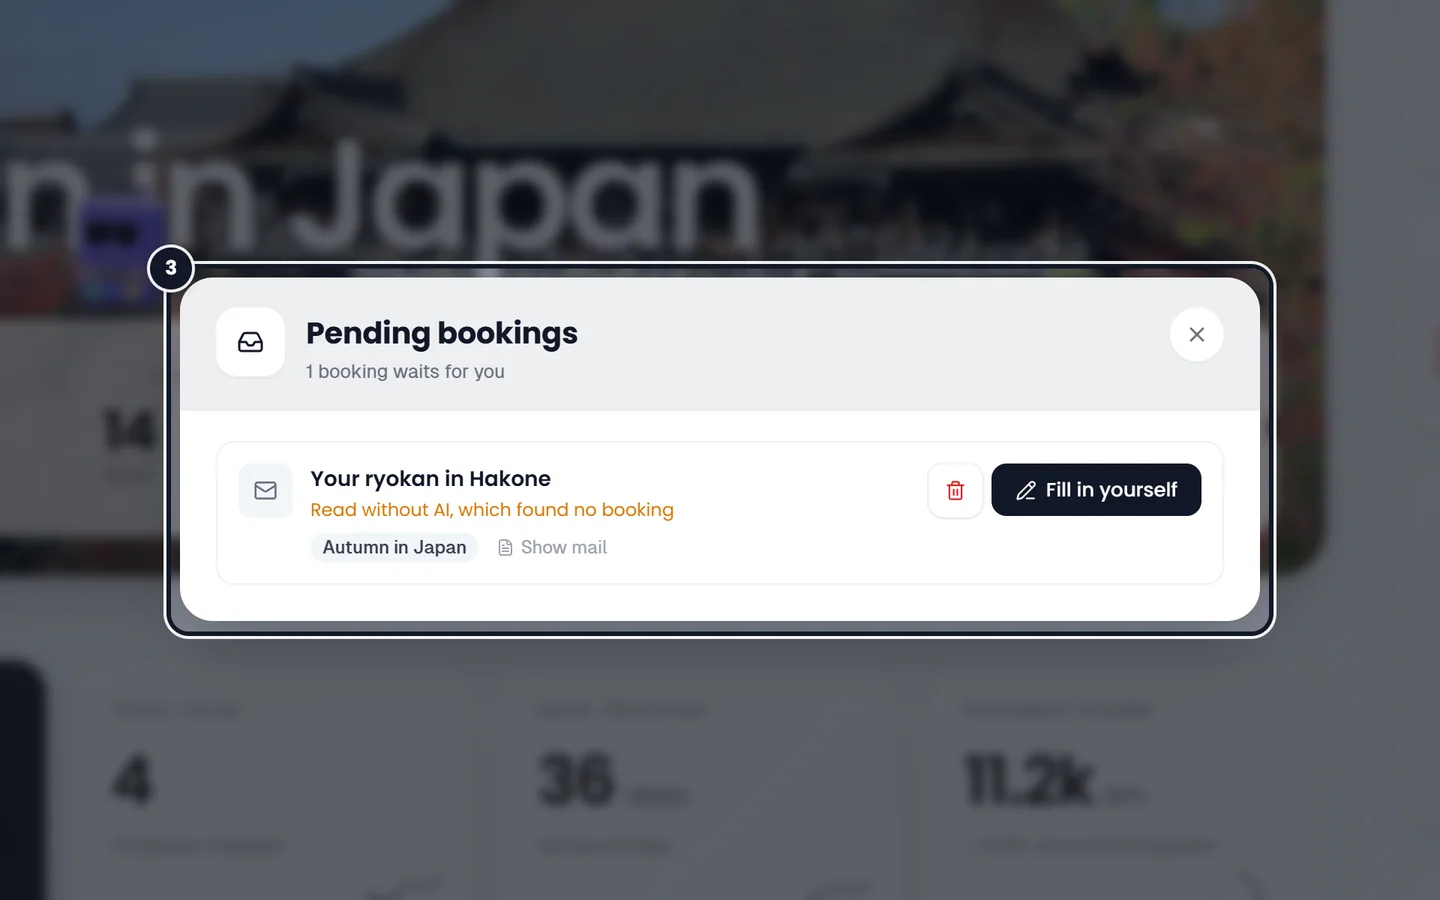 n in Japan
3
Pending bookings
1 booking waits for you
14
Your ryokan in Hakone
Read without AI, which found no booking
Fill in yourself
Autumn in Japan
Show mail
4
36 days
11.2k